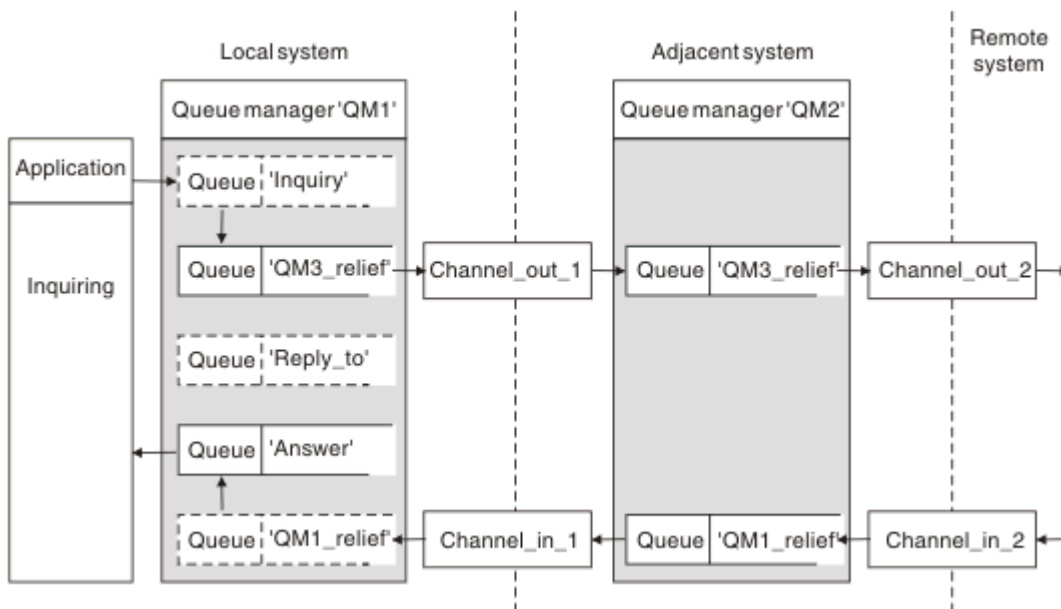 Local system
Adjacent system
Remote
system
Queue manager 'QM1'
Queue manager 'QM2'
Application
Inquiring
Queue 'Inquiry'
Queue 'QM3_relief'
Channel_out_1
Queue 'QM3_relief'
Channel_out_2
Queue 'Reply_to'
Queue 'Answer'
Queue 'QM1_relief'
Channel_in_1
Queue 'QM1_relief'
Channel_in_2